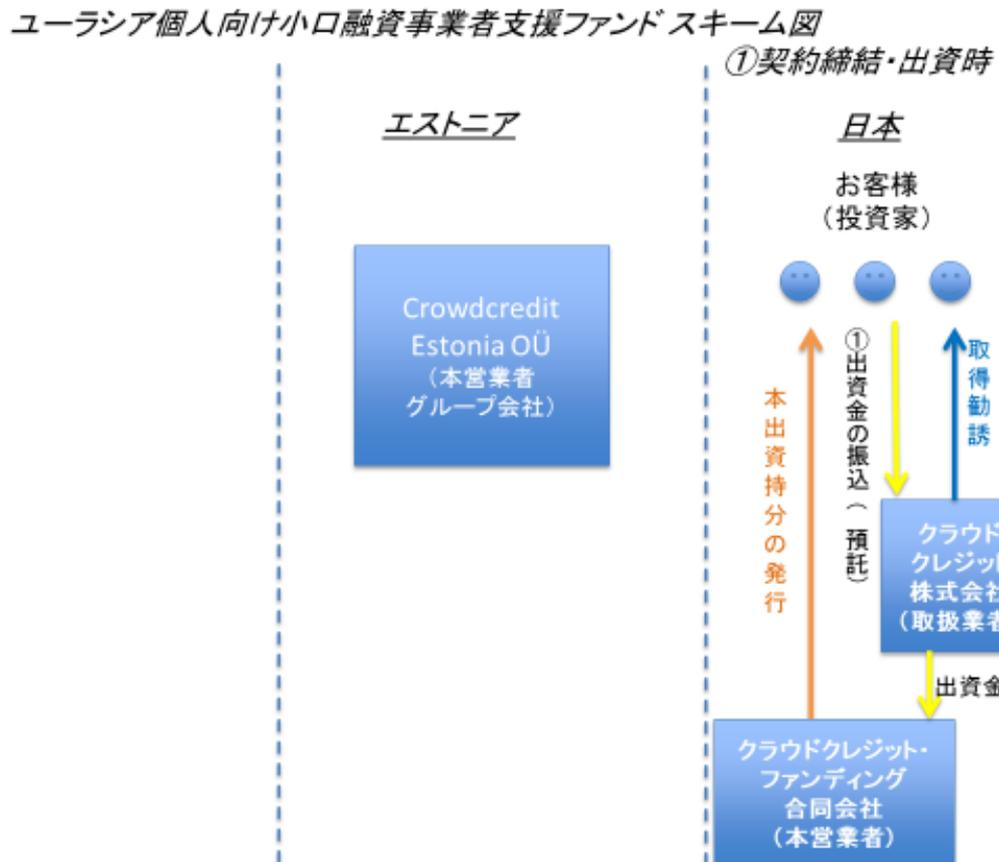 ユーラシア個人向け小口融資事業者支援ファンド スキーム図
①契約締結・出資時
エストニア
日本
お客様
（投資家）
Crowdcredit
Estonia OÜ
（本営業者
グループ会社）
本出資持分の発行
①出資金の振込（預託）
取得勧誘
クラウド
クレジット
株式会社
（取扱業者
出資金
クラウドクレジット・
ファンディング
合同会社
（本営業者）